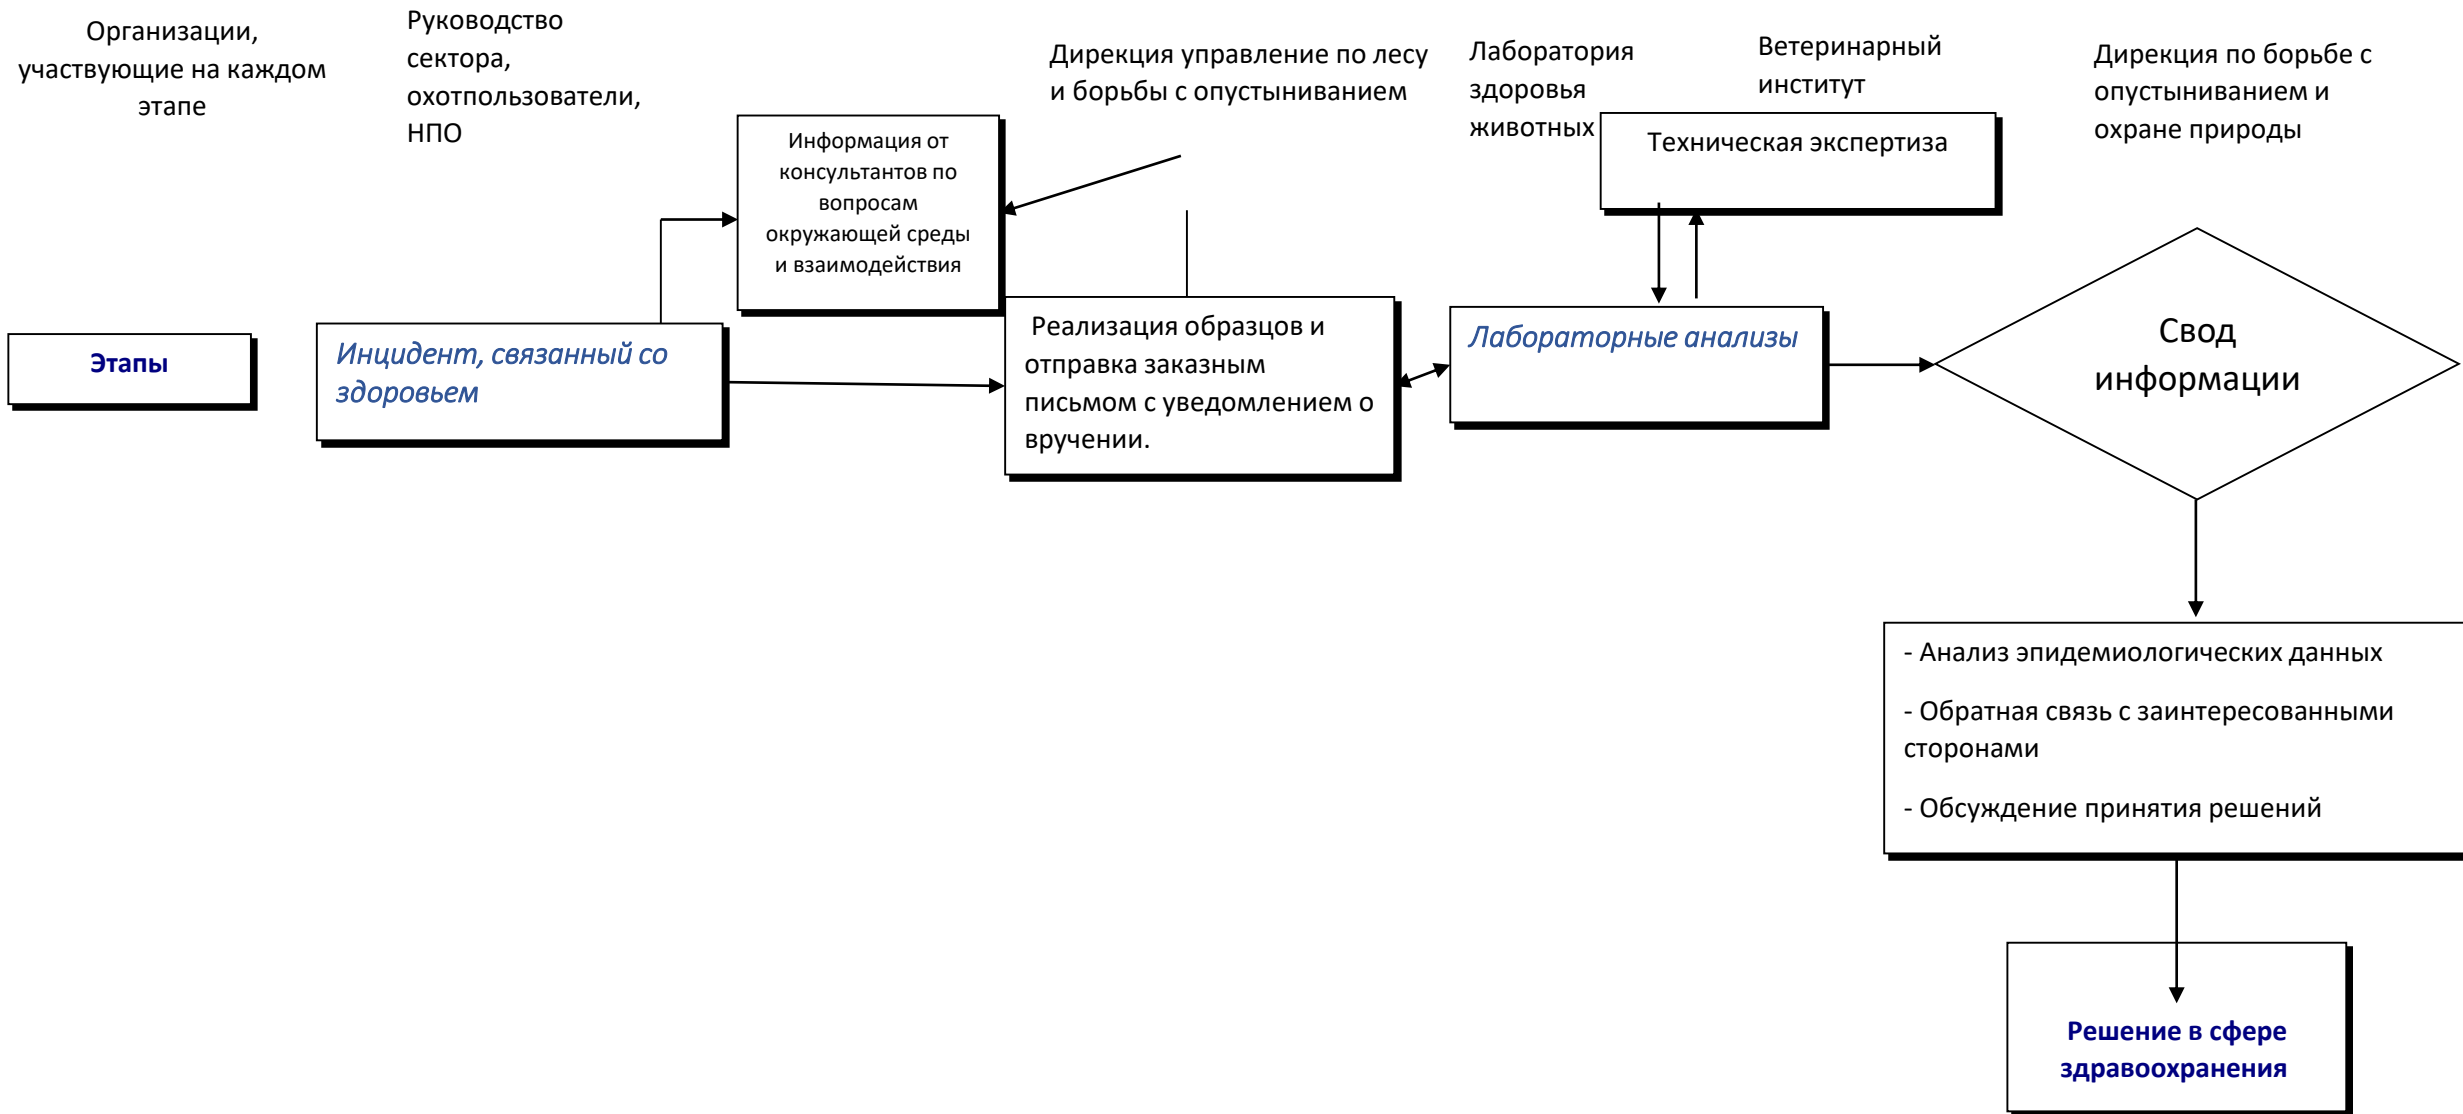 Организации,
участвующие на каждом
этапе
Руководство
сектора,
охотпользователи,
НПО
Информация от
консультантов по
вопросам
окружающей среды
и взаимодействия
Дирекция управление по лесу
и борьбы с опустыниванием
Лаборатория
здоровья
животных
Ветеринарный
институт
Техническая экспертиза
Дирекция по борьбе с
опустыниванием и
охране природы
Этапы
Инцидент, связанный со
здоровьем
Реализация образцов и
отправка заказным
письмом с уведомлением о
вручении.
Лабораторные анализы
Свод
информации
- Анализ эпидемиологических данных
- Обратная связь с заинтересованными
сторонами
- Обсуждение принятия решений
Решение в сфере
здравоохранения